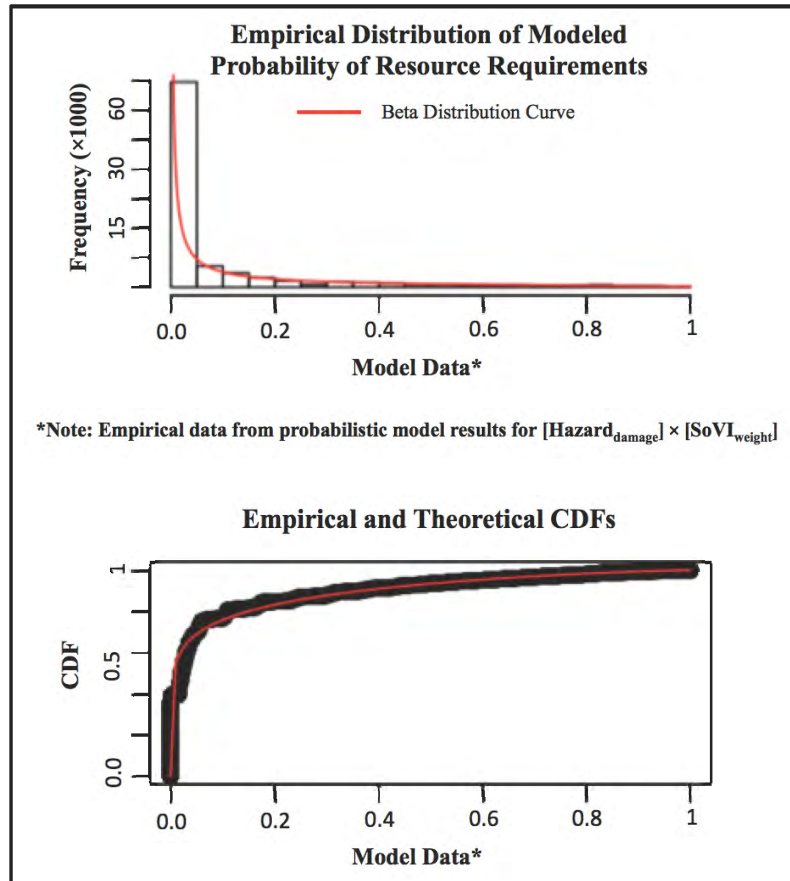 Empirical Distribution of Modeled
Probability of Resource Requirements
Beta Distribution Curve
Frequency (×1000)
60
30
15
0.0 0.2 0.4 0.6 0.8 1
Model Data*
*Note: Empirical data from probabilistic model results for [Hazard_damage] × [SoVI_weight]
Empirical and Theoretical CDFs
CDF
1
0.5
0.0
0.0 0.2 0.4 0.6 0.8 1
Model Data*